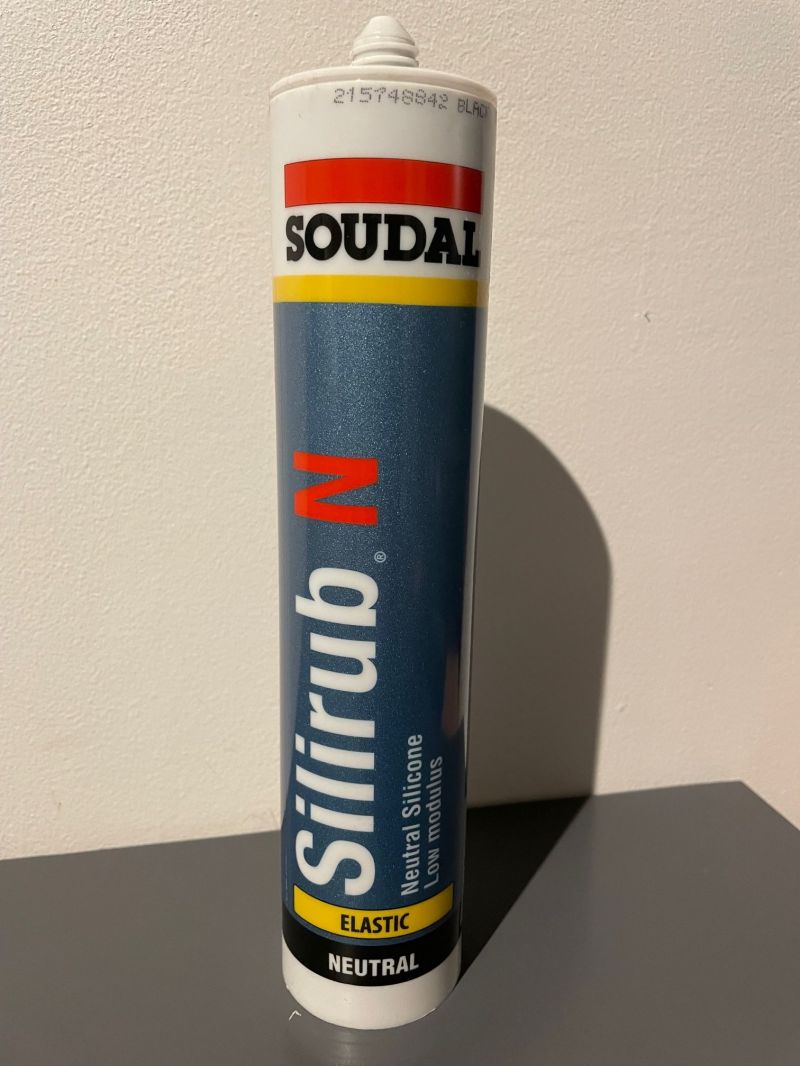 215748842 BLACK
SOUDAL
Silirub® N
Neutral Silicone
Low modulus
ELASTIC
NEUTRAL